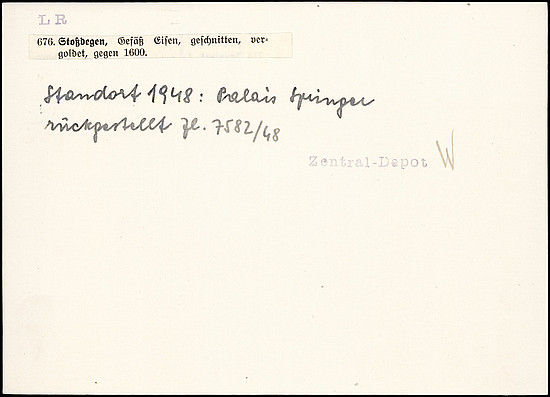 LR
676. Stoßdegen, Gefäß Eisen, geschnitten, ver-
goldet, gegen 1600.
Standort 1948: Palais Springer
rückgestellt Zl. 7582/48
Zentral-Depot W